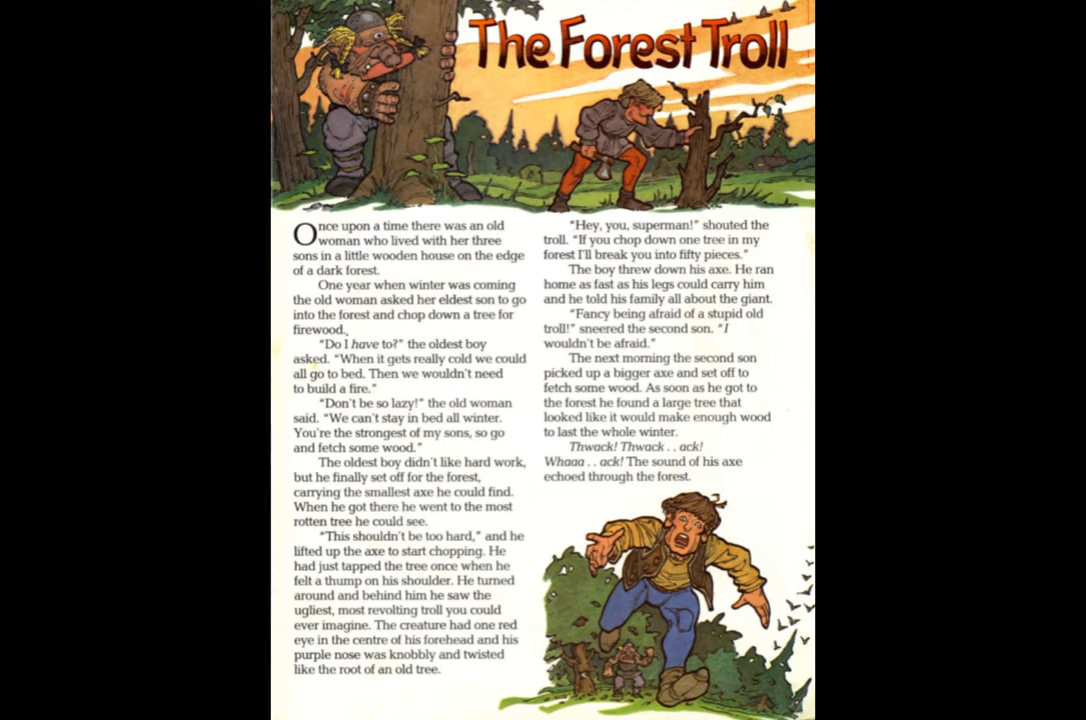 The Forest Troll
Once upon a time there was an old
woman who lived with her three
sons in a little wooden house on the edge
of a dark forest.
One year when winter was coming
the old woman asked her eldest son to go
into the forest and chop down a tree for
firewood.
"Do I have to?" the oldest boy
asked. "When it gets really cold we could
all go to bed. Then we wouldn't need
to build a fire."
"Don't be so lazy!" the old woman
said. "We can't stay in bed all winter.
You're the strongest of my sons, so go
and fetch some wood."
The oldest boy didn't like hard work,
but he finally set off for the forest,
carrying the smallest axe he could find.
When he got there he went to the most
rotten tree he could see.
"This shouldn't be too hard," and he
lifted up the axe to start chopping. He
had just tapped the tree once when he
felt a thump on his shoulder. He turned
around and behind him he saw the
ugliest, most revolting troll you could
ever imagine. The creature had one red
eye in the centre of his forehead and his
purple nose was knobbly and twisted
like the root of an old tree.
"Hey, you, superman!" shouted the
troll. "If you chop down one tree in my
forest I'll break you into fifty pieces."
The boy threw down his axe. He ran
home as fast as his legs could carry him
and he told his family all about the giant.
"Fancy being afraid of a stupid old
troll!" sneered the second son. "I
wouldn't be afraid."
The next morning the second son
picked up a bigger axe and set off to
fetch some wood. As soon as he got to
the forest he found a large tree that
looked like it would make enough wood
to last the whole winter.
Thwack! Thwack . . ack!
Whaaa . . ack! The sound of his axe
echoed through the forest.